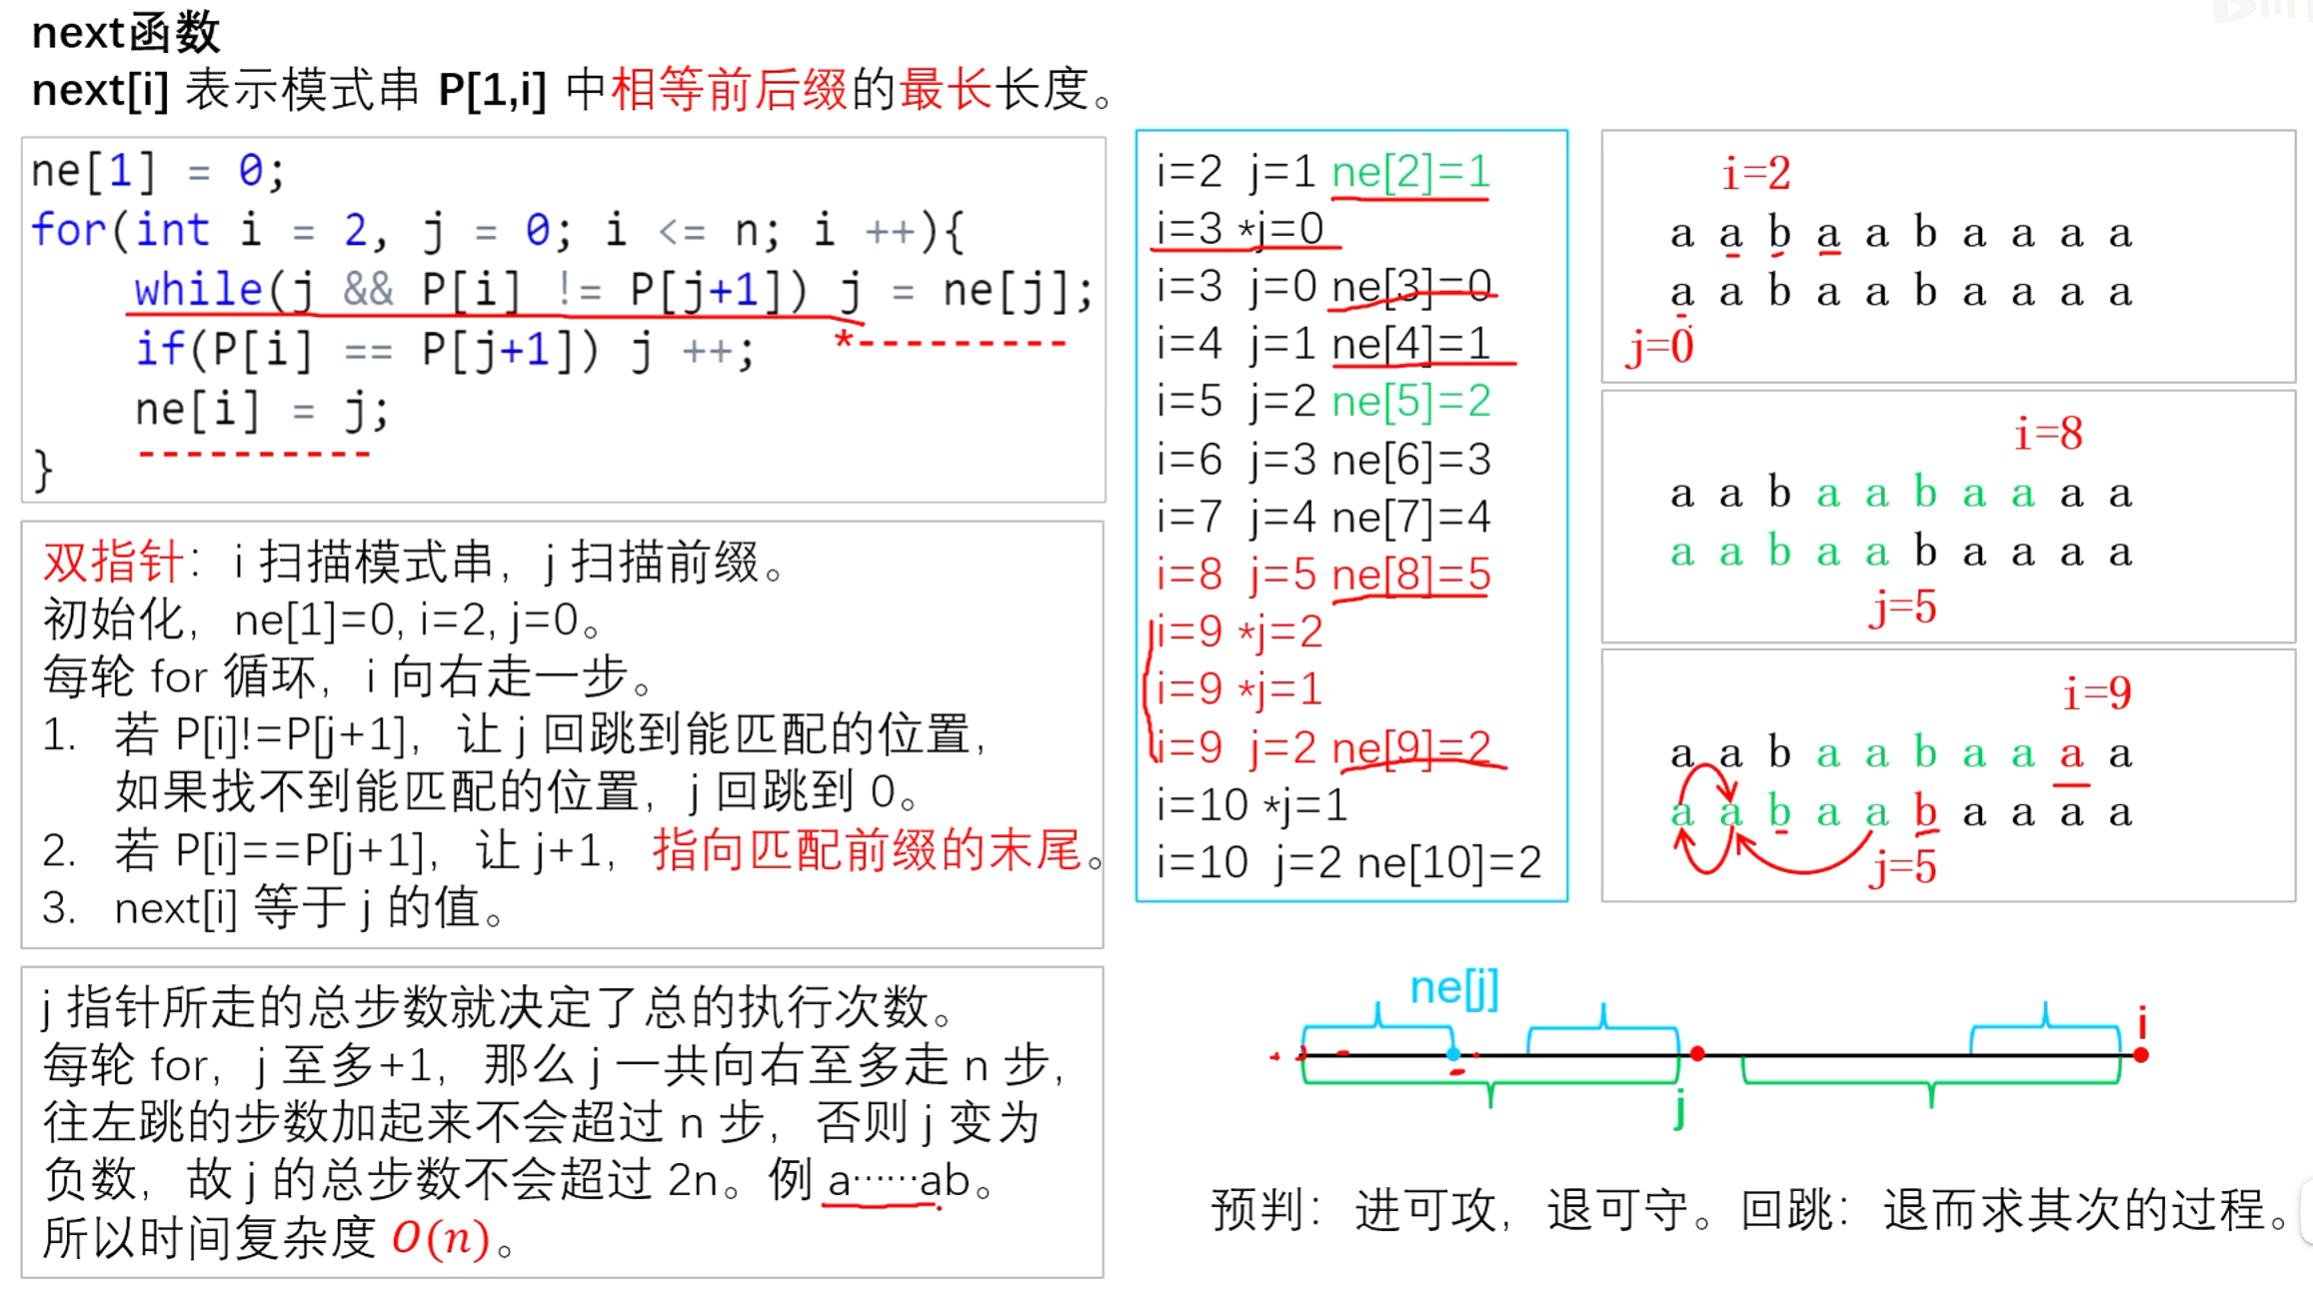 next函数
next[i] 表示模式串 P[1,i] 中相等前后缀的最长长度。
ne[1] = 0;
for(int i = 2, j = 0; i <= n; i ++){
while(j && P[i] != P[j+1]) j = ne[j];
if(P[i] == P[j+1]) j ++;
*---------
ne[i] = j;
----------
}
双指针：i 扫描模式串，j 扫描前缀。
初始化，ne[1]=0, i=2, j=0。
每轮 for 循环，i 向右走一步。
1. 若 P[i]!=P[j+1]，让 j 回跳到能匹配的位置，
如果找不到能匹配的位置，j 回跳到 0。
2. 若 P[i]==P[j+1]，让 j+1，指向匹配前缀的末尾。
3. next[i] 等于 j 的值。
j 指针所走的总步数就决定了总的执行次数。
每轮 for，j 至多+1，那么 j 一共向右至多走 n 步，
往左跳的步数加起来不会超过 n 步，否则 j 变为
负数，故 j 的总步数不会超过 2n。例 a······ab。
所以时间复杂度 O(n)。
i=2 j=1 ne[2]=1
i=3 *j=0
i=3 j=0 ne[3]=0
i=4 j=1 ne[4]=1
i=5 j=2 ne[5]=2
i=6 j=3 ne[6]=3
i=7 j=4 ne[7]=4
i=8 j=5 ne[8]=5
i=9 *j=2
i=9 *j=1
i=9 j=2 ne[9]=2
i=10 *j=1
i=10 j=2 ne[10]=2
i=2
a a b a a b a a a a
a a b a a b a a a a
j=0
i=8
a a b a a b a a a a
a a b a a b a a a a
j=5
i=9
a a b a a b a a a a
a a b a a b a a a a
j=5
ne[j]
i
j
预判：进可攻，退可守。回跳：退而求其次的过程。